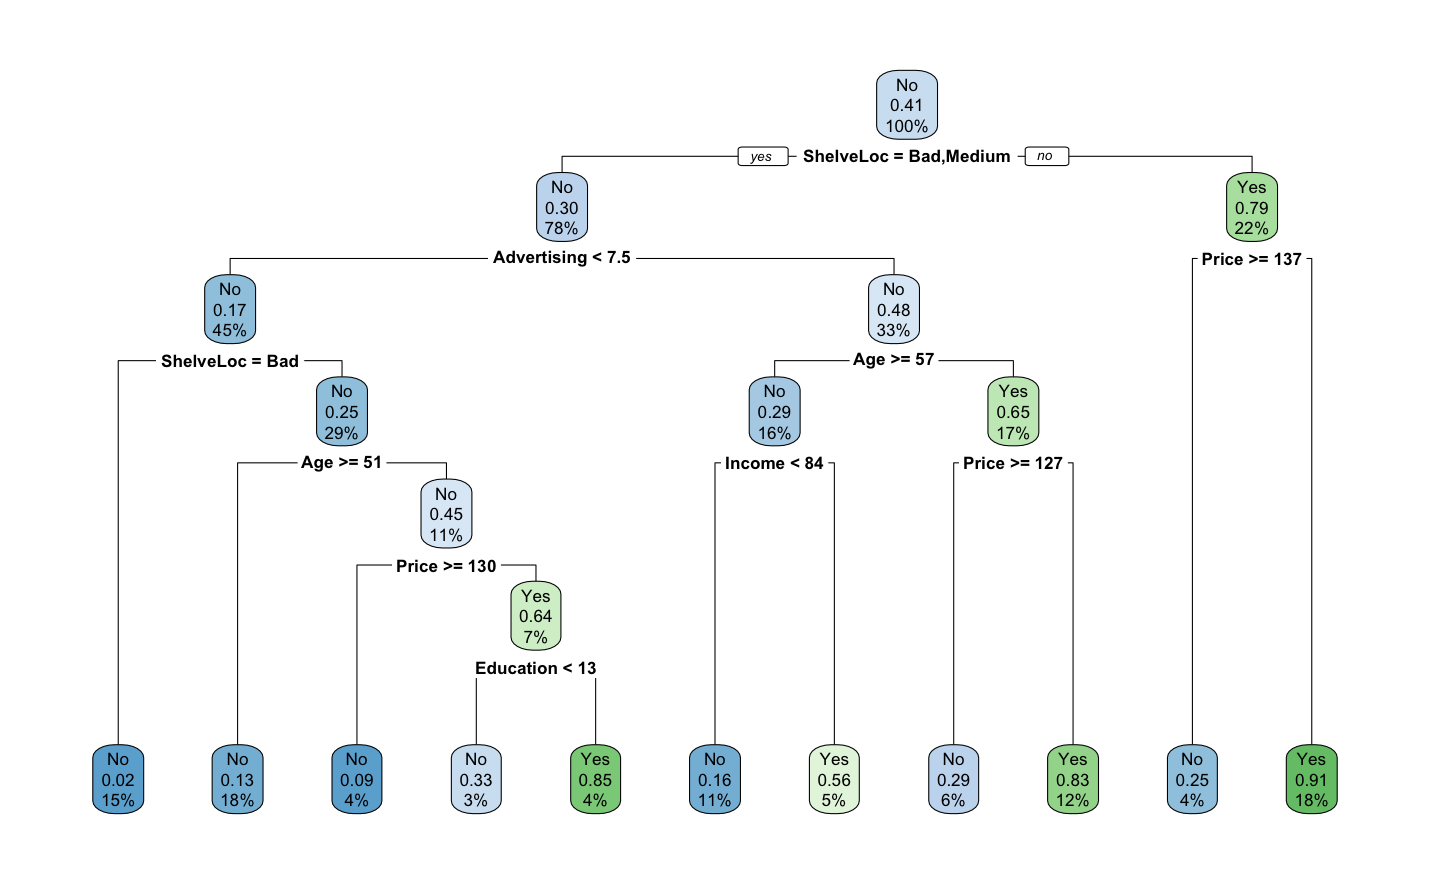 No
0.41
100%
yes
ShelveLoc = Bad,Medium
no
No
0.30
78%
Yes
0.79
22%
Advertising < 7.5
Price >= 137
No
0.17
45%
No
0.48
33%
ShelveLoc = Bad
Age >= 57
No
0.25
29%
No
0.29
16%
Yes
0.65
17%
Age >= 51
Income < 84
Price >= 127
No
0.45
11%
Price >= 130
Yes
0.64
7%
Education < 13
No
0.02
15%
No
0.13
18%
No
0.09
4%
No
0.33
3%
Yes
0.85
4%
No
0.16
11%
Yes
0.56
5%
No
0.29
6%
Yes
0.83
12%
No
0.25
4%
Yes
0.91
18%